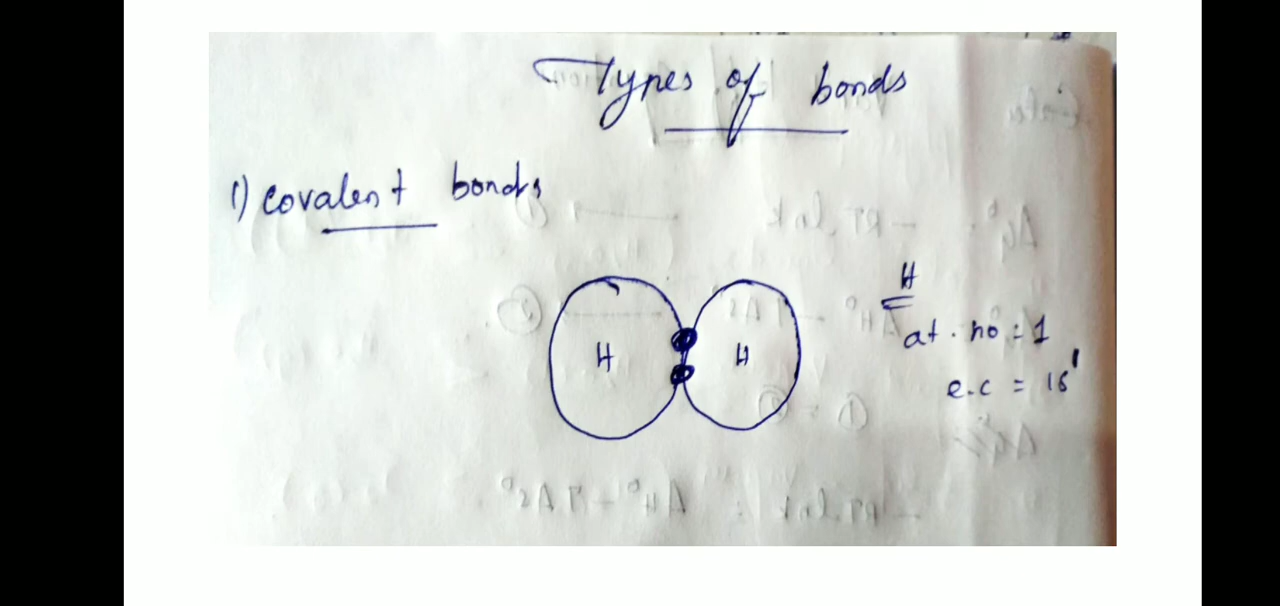 Types of bonds
1) covalent bonds
H H
H
at. no = 1
e.c = 1s¹